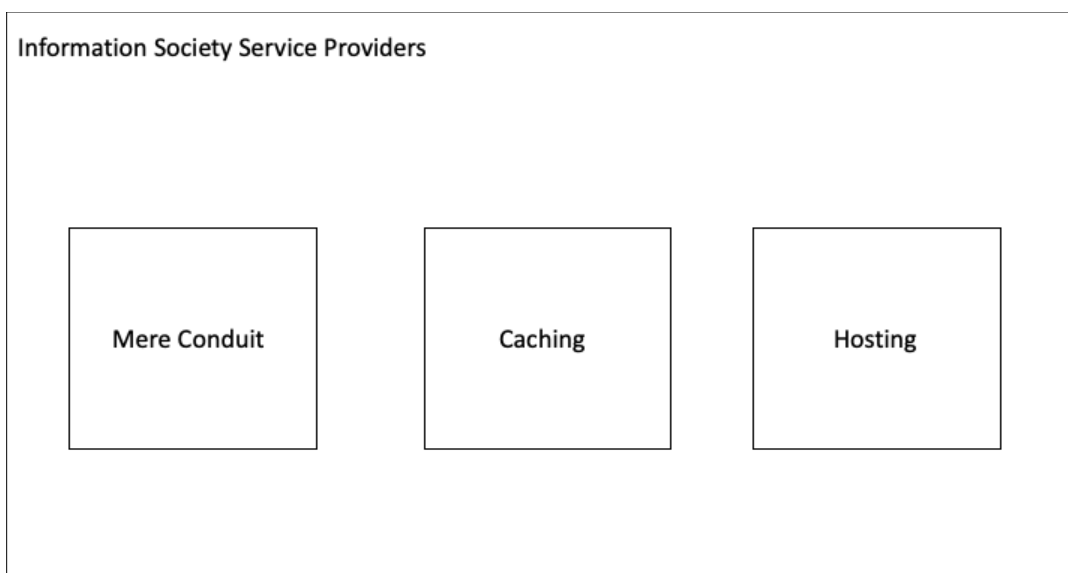 Information Society Service Providers
Mere Conduit
Caching
Hosting